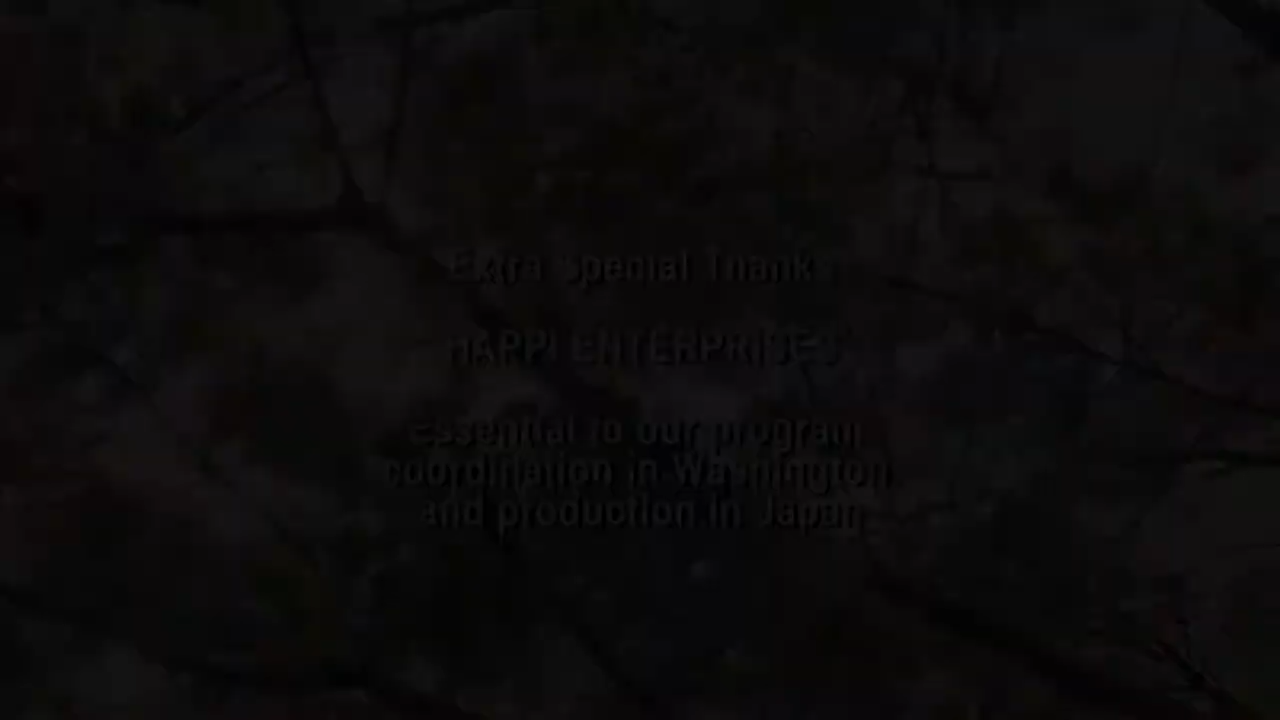 Extra Special Thanks
HAPPI ENTERPRISES
Essential to our program
coordination in Washington
and production in Japan